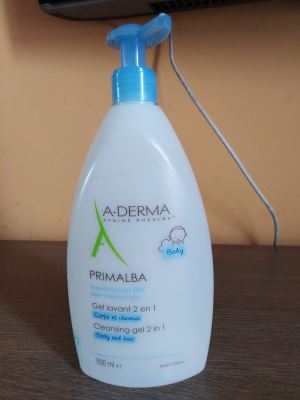 A-DERMA
AVOINE RHEALBA
Baby
PRIMALBA
Gel lavant 2 en 1
Corps et cheveux
Cleansing gel 2 in 1
Body and hair
500 ml e